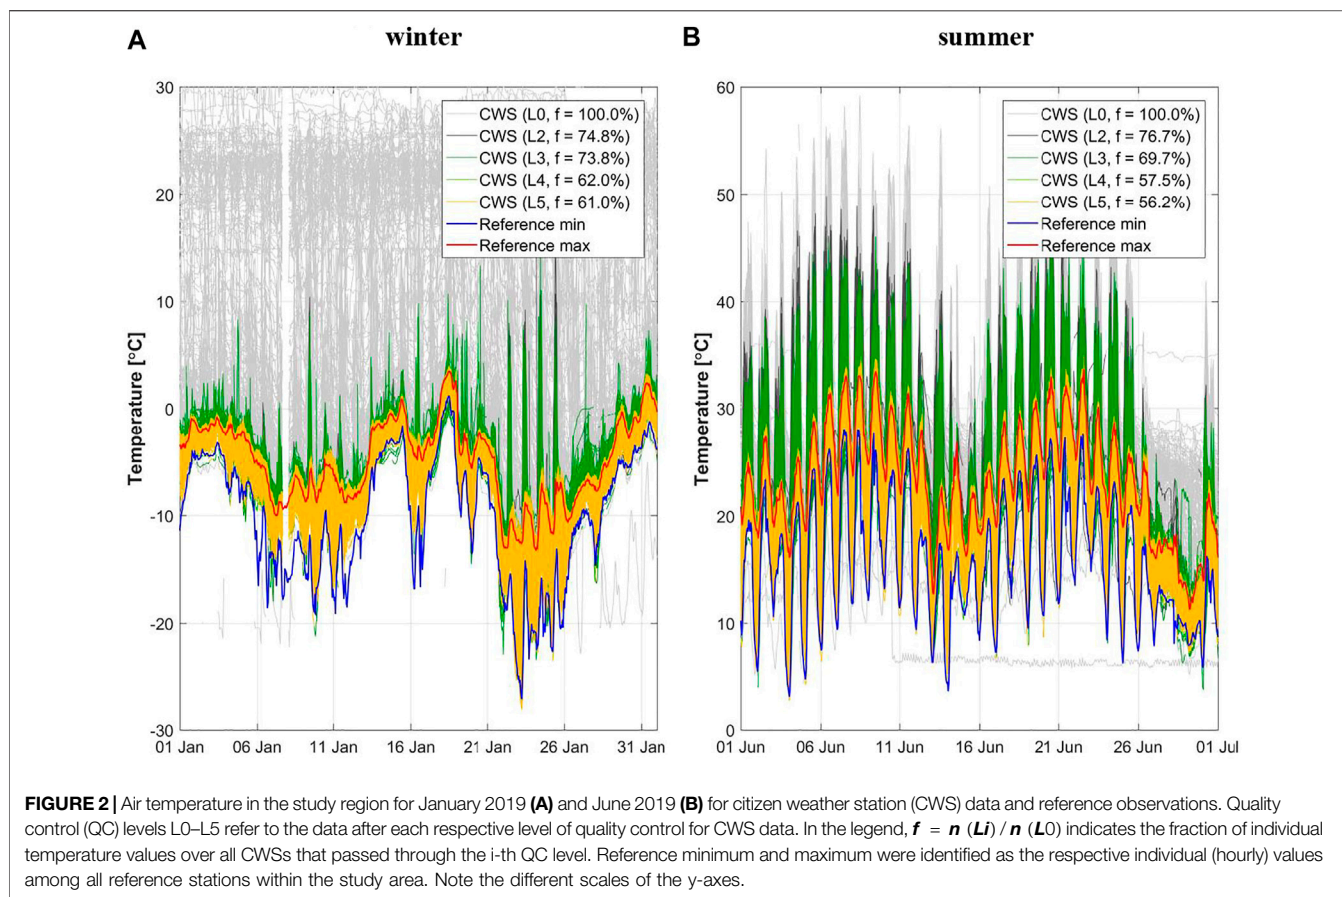 A
winter
B
summer
30
20
10
0
-10
-20
-30
Temperature [°C]
01 Jan
06 Jan
11 Jan
16 Jan
21 Jan
26 Jan
31 Jan
CWS (L0, f = 100.0%)
CWS (L2, f = 74.8%)
CWS (L3, f = 73.8%)
CWS (L4, f = 62.0%)
CWS (L5, f = 61.0%)
Reference min
Reference max
60
50
40
30
20
10
0
Temperature [°C]
01 Jun
06 Jun
11 Jun
16 Jun
21 Jun
26 Jun
01 Jul
CWS (L0, f = 100.0%)
CWS (L2, f = 76.7%)
CWS (L3, f = 69.7%)
CWS (L4, f = 57.5%)
CWS (L5, f = 56.2%)
Reference min
Reference max
FIGURE 2 | Air temperature in the study region for January 2019 (A) and June 2019 (B) for citizen weather station (CWS) data and reference observations. Quality
control (QC) levels L0–L5 refer to the data after each respective level of quality control for CWS data. In the legend, f = n (Li) / n (L0) indicates the fraction of individual
temperature values over all CWSs that passed through the i-th QC level. Reference minimum and maximum were identified as the respective individual (hourly) values
among all reference stations within the study area. Note the different scales of the y-axes.